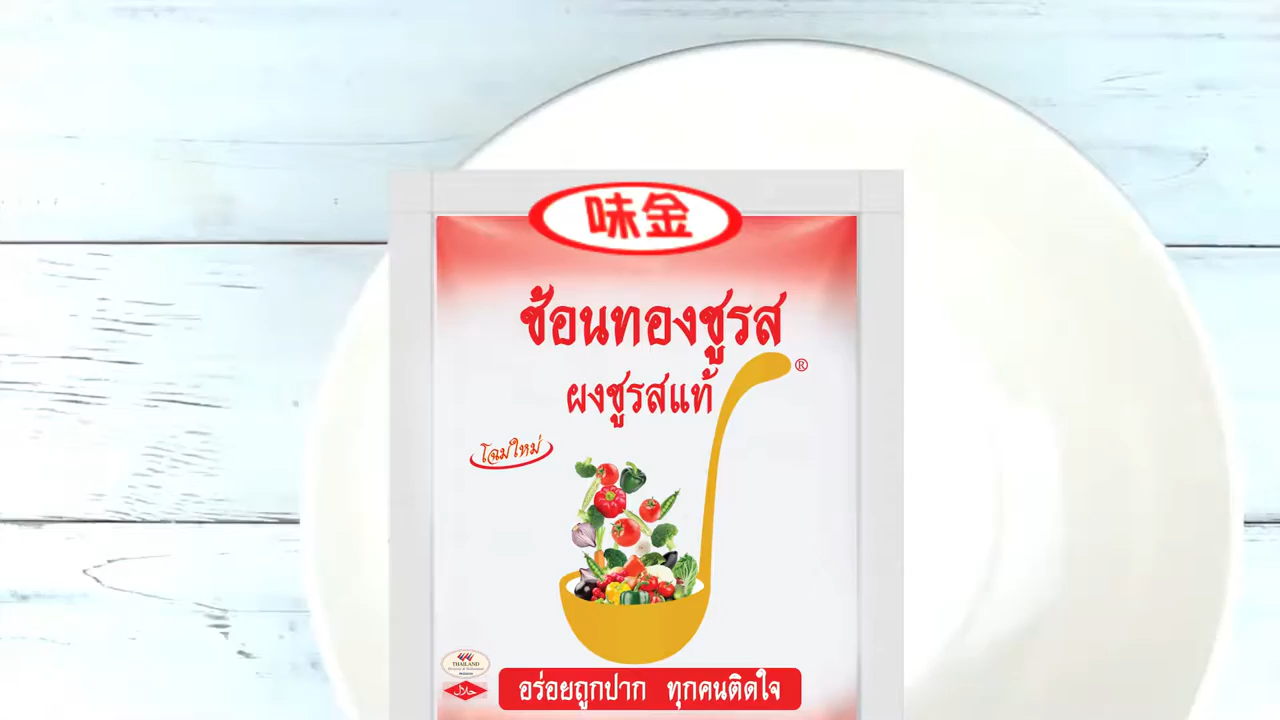 味金
ช้อนทองชูรส
®
ผงชูรสแท้
โฉมใหม่
THAILAND
حلال
อร่อยถูกปาก ทุกคนติดใจ